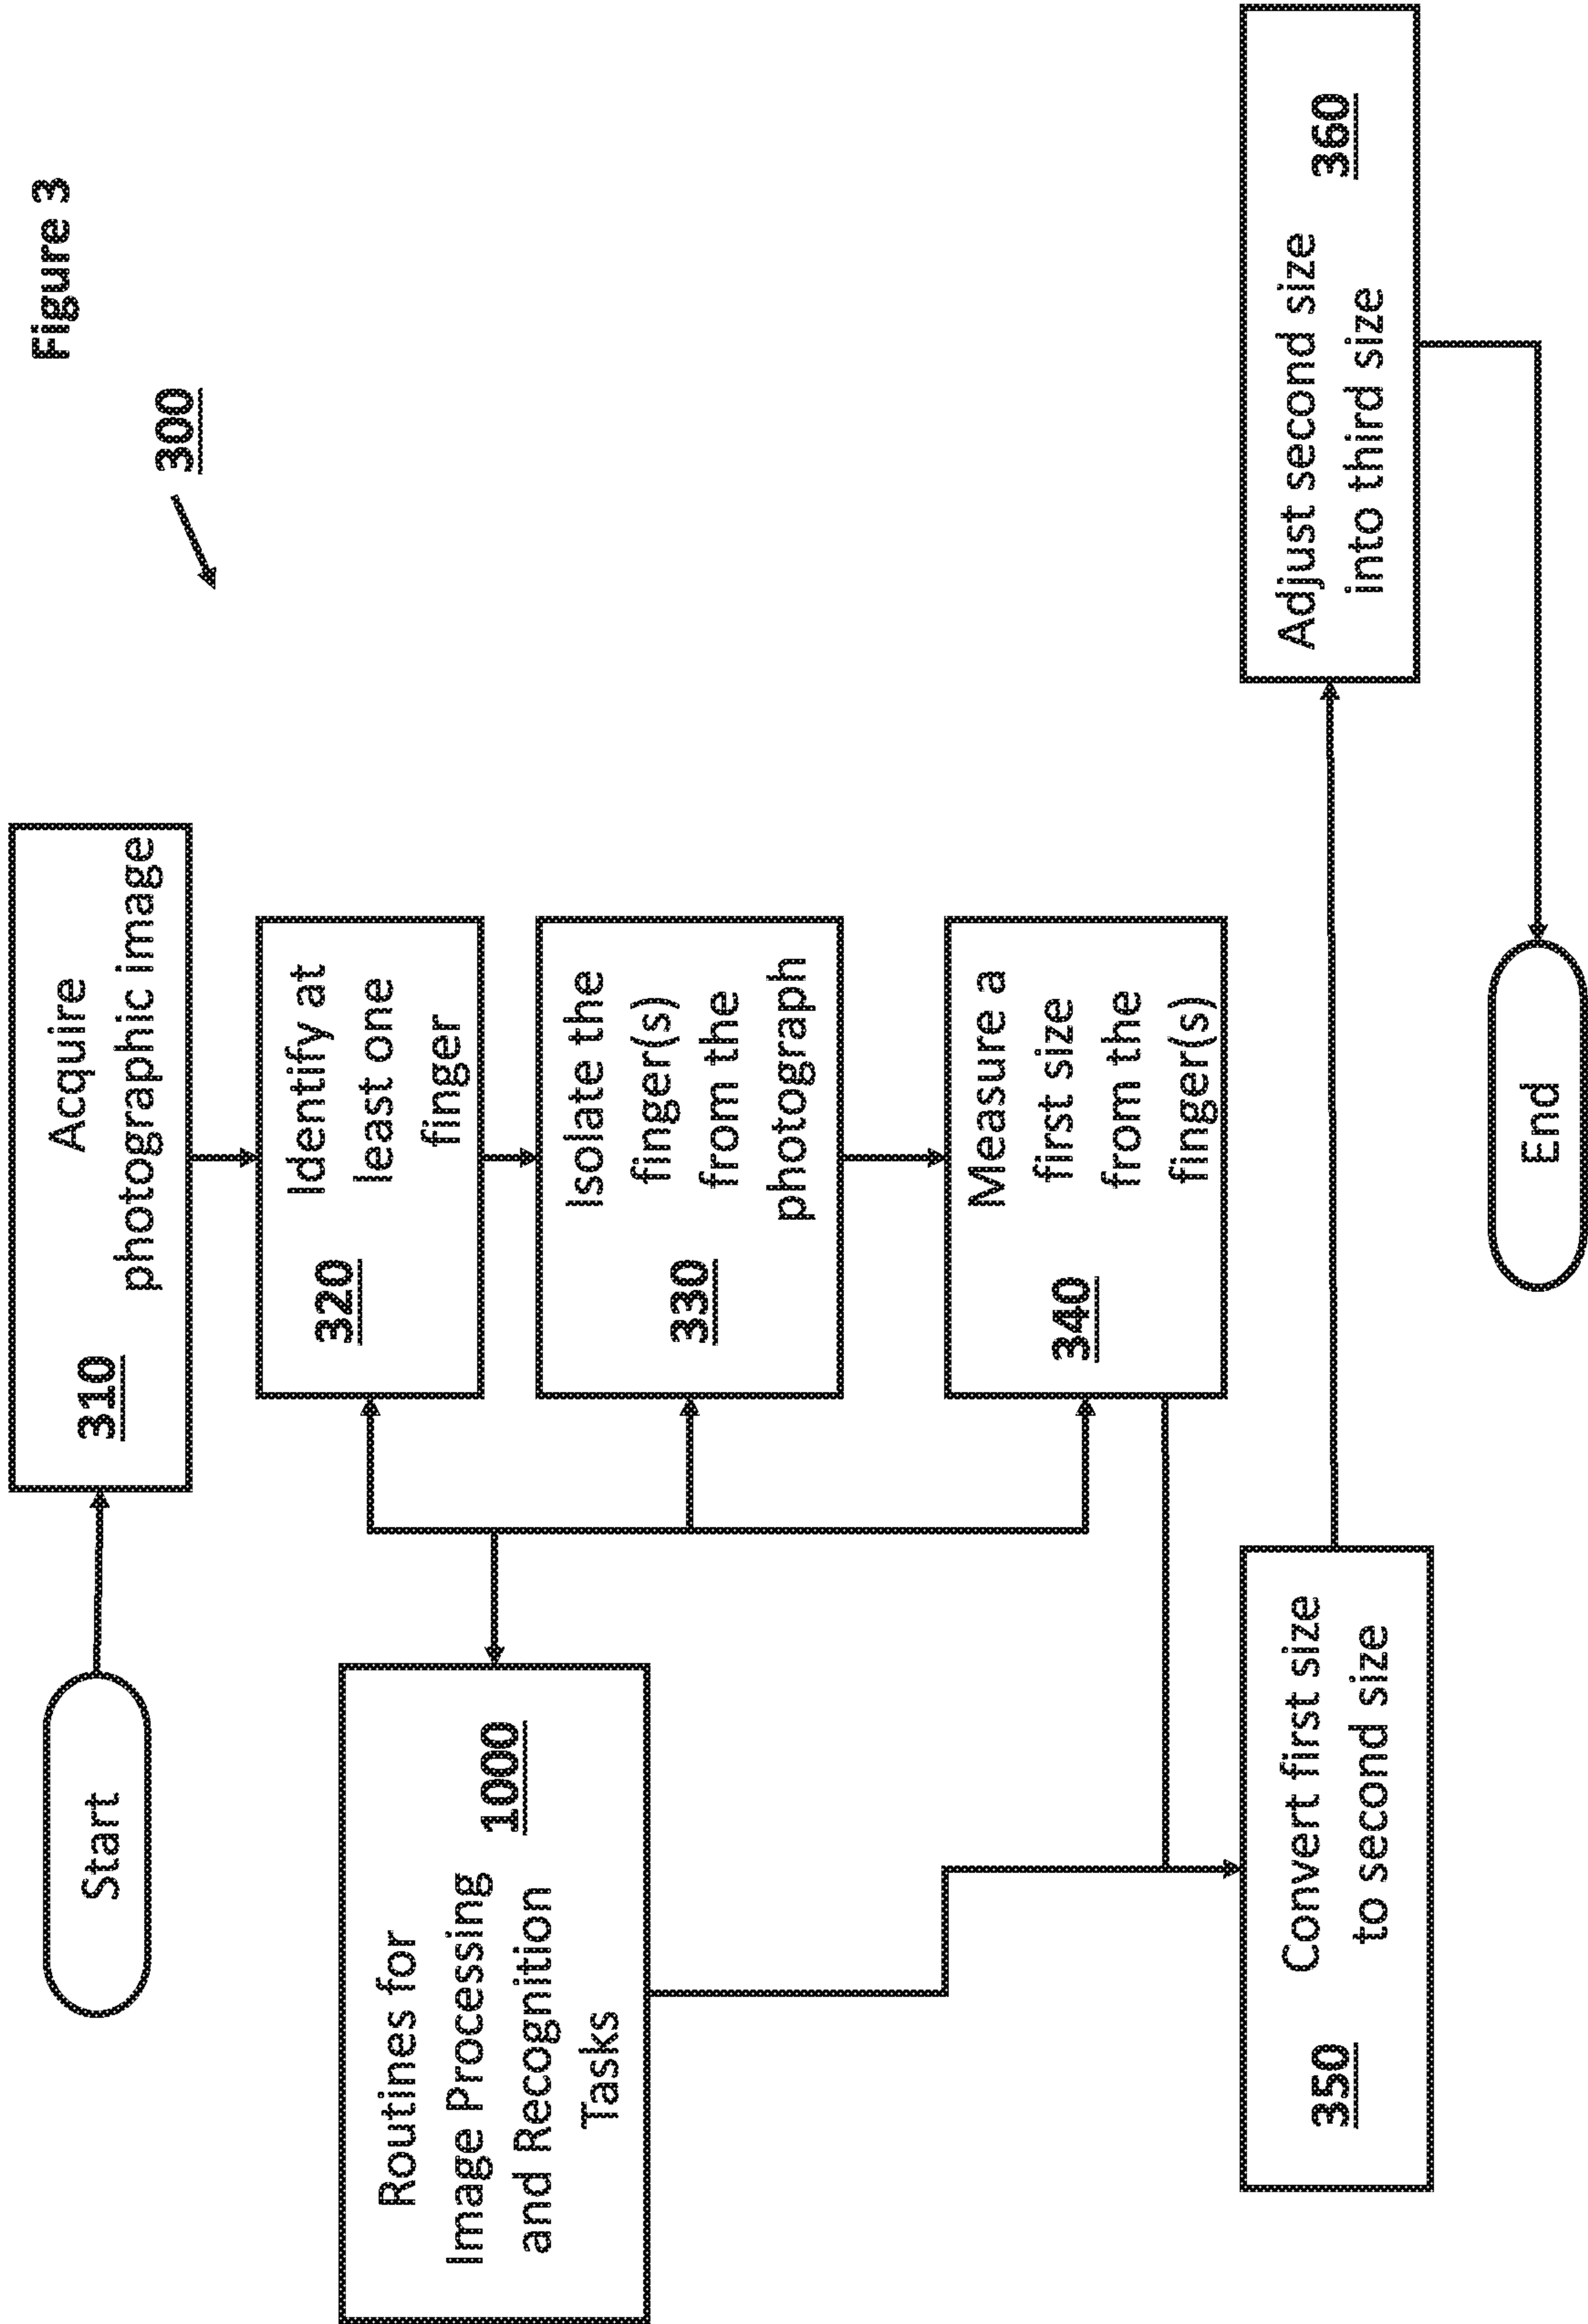 Figure 3
300
Start
310
Acquire
photographic image
320
Identify at
least one
finger
330
Isolate the
finger(s)
from the
photograph
340
Measure a
first size
from the
finger(s)
Routines for
Image Processing
and Recognition
Tasks
1000
350
Convert first size
to second size
Adjust second size
into third size
360
End